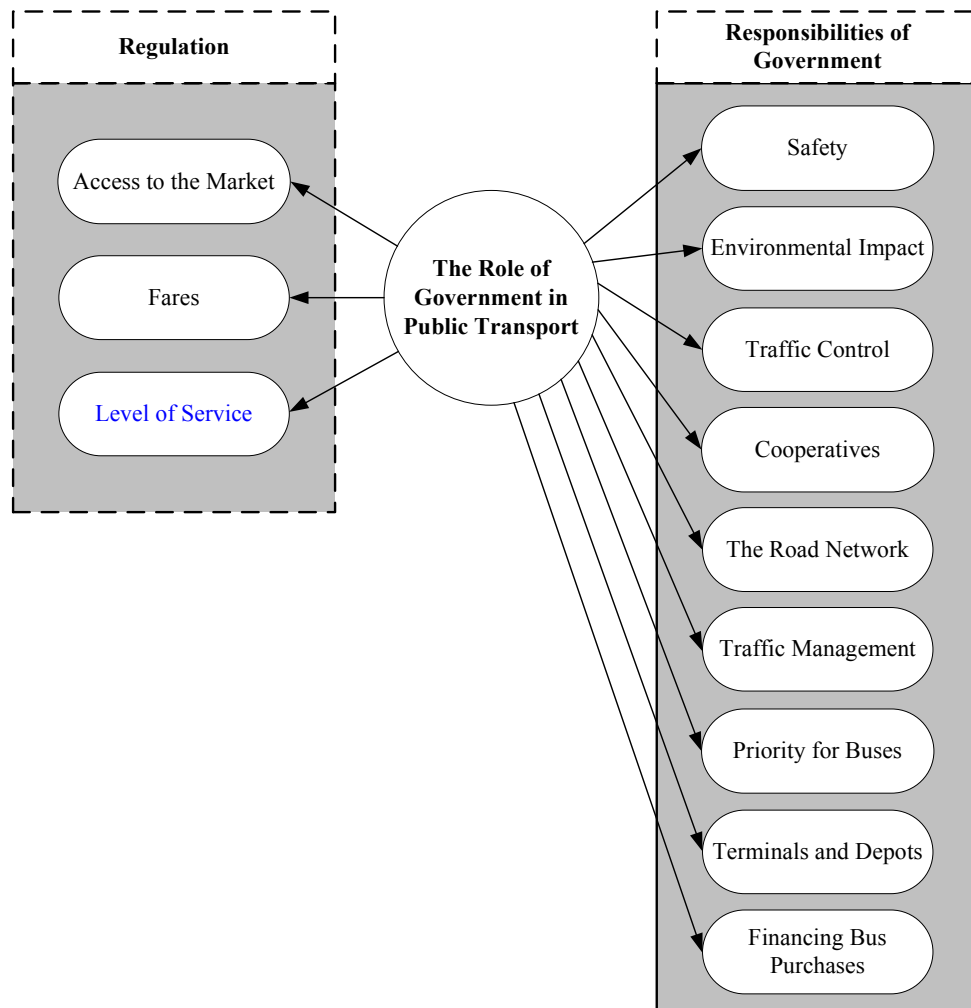 Regulation
Access to the Market
Fares
Level of Service
The Role of
Government in
Public Transport
Responsibilities of
Government
Safety
Environmental Impact
Traffic Control
Cooperatives
The Road Network
Traffic Management
Priority for Buses
Terminals and Depots
Financing Bus
Purchases